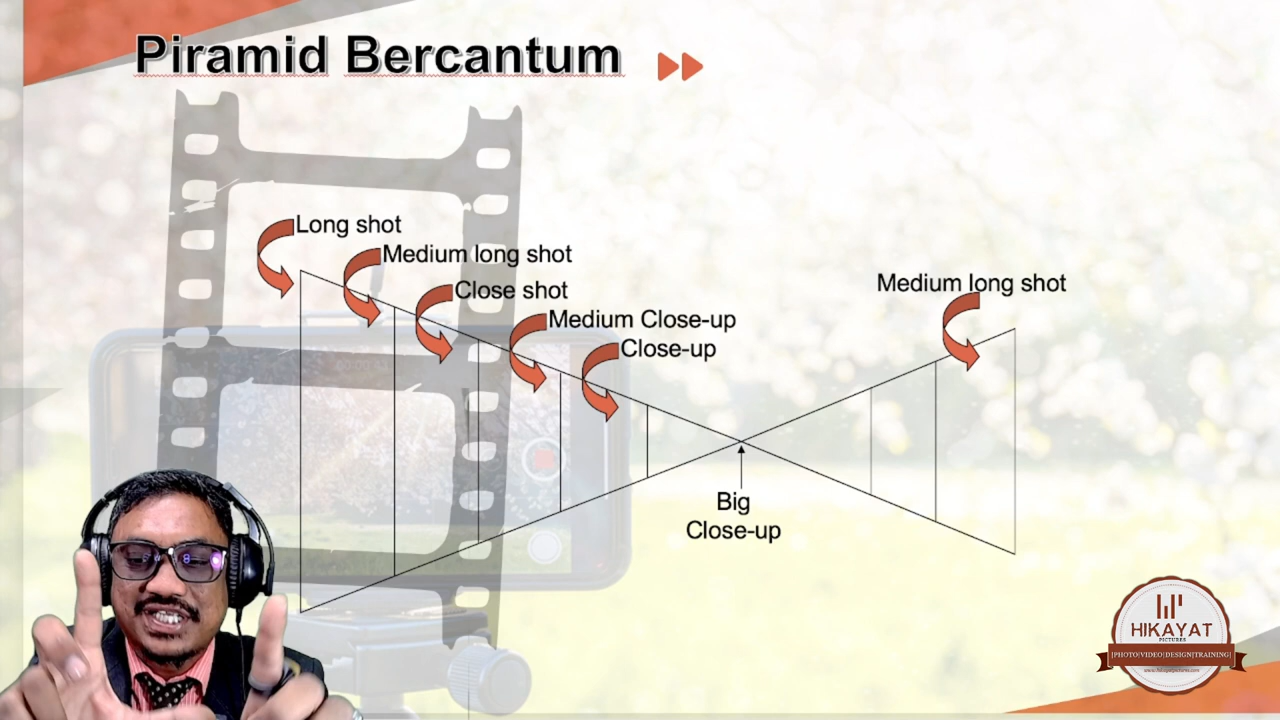 Piramid Bercantum
Long shot
Medium long shot
Close shot
Medium Close-up
Close-up
Medium long shot
Big
Close-up
HIKAYAT
PICTURES
|PHOTO|VIDEO|DESIGN|TRAINING|